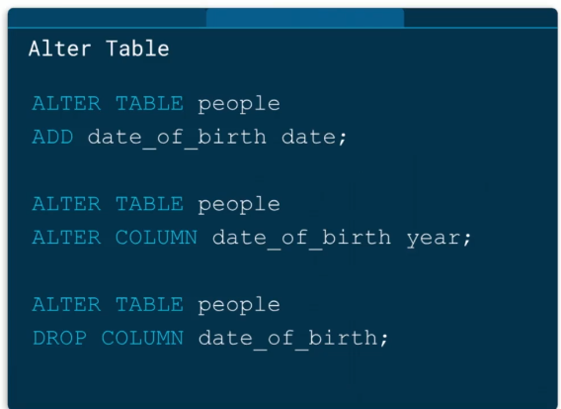 Alter Table
ALTER TABLE people
ADD date_of_birth date;
ALTER TABLE people
ALTER COLUMN date_of_birth year;
ALTER TABLE people
DROP COLUMN date_of_birth;